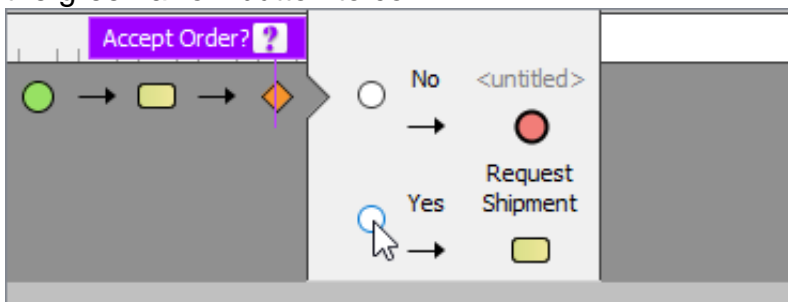 Accept Order? ?
No
<untitled>
Request
Yes
Shipment